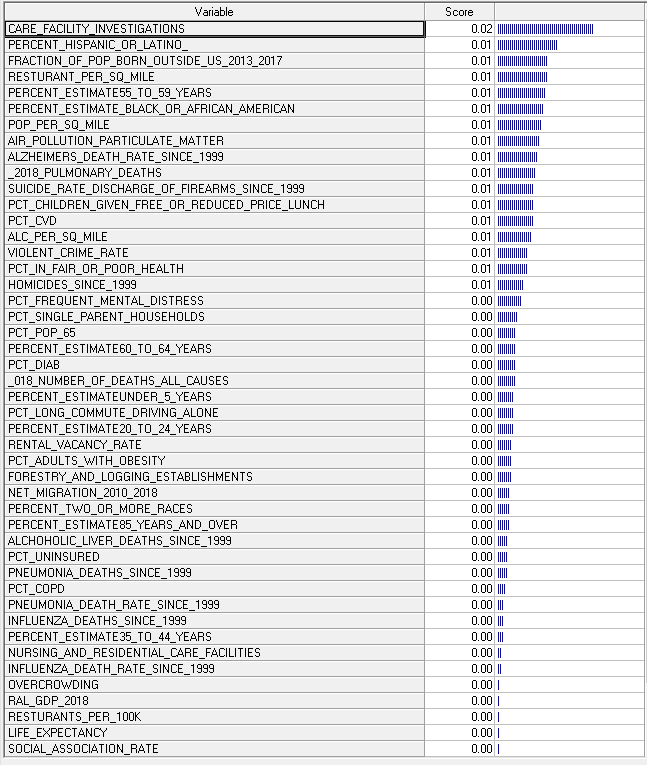 Variable Score
CARE_FACILITY_INVESTIGATIONS 0.02
PERCENT_HISPANIC_OR_LATINO_ 0.01
FRACTION_OF_POP_BORN_OUTSIDE_US_2013_2017 0.01
RESTURANT_PER_SQ_MILE 0.01
PERCENT_ESTIMATE55_TO_59_YEARS 0.01
PERCENT_ESTIMATE_BLACK_OR_AFRICAN_AMERICAN 0.01
POP_PER_SQ_MILE 0.01
AIR_POLLUTION_PARTICULATE_MATTER 0.01
ALZHEIMERS_DEATH_RATE_SINCE_1999 0.01
_2018_PULMONARY_DEATHS 0.01
SUICIDE_RATE_DISCHARGE_OF_FIREARMS_SINCE_1999 0.01
PCT_CHILDREN_GIVEN_FREE_OR_REDUCED_PRICE_LUNCH 0.01
PCT_CVD 0.01
ALC_PER_SQ_MILE 0.01
VIOLENT_CRIME_RATE 0.01
PCT_IN_FAIR_OR_POOR_HEALTH 0.01
HOMICIDES_SINCE_1999 0.01
PCT_FREQUENT_MENTAL_DISTRESS 0.00
PCT_SINGLE_PARENT_HOUSEHOLDS 0.00
PCT_POP_65 0.00
PERCENT_ESTIMATE60_TO_64_YEARS 0.00
PCT_DIAB 0.00
_018_NUMBER_OF_DEATHS_ALL_CAUSES 0.00
PERCENT_ESTIMATEUNDER_5_YEARS 0.00
PCT_LONG_COMMUTE_DRIVING_ALONE 0.00
PERCENT_ESTIMATE20_TO_24_YEARS 0.00
RENTAL_VACANCY_RATE 0.00
PCT_ADULTS_WITH_OBESITY 0.00
FORESTRY_AND_LOGGING_ESTABLISHMENTS 0.00
NET_MIGRATION_2010_2018 0.00
PERCENT_TWO_OR_MORE_RACES 0.00
PERCENT_ESTIMATE85_YEARS_AND_OVER 0.00
ALCHOHOLIC_LIVER_DEATHS_SINCE_1999 0.00
PCT_UNINSURED 0.00
PNEUMONIA_DEATHS_SINCE_1999 0.00
PCT_COPD 0.00
PNEUMONIA_DEATH_RATE_SINCE_1999 0.00
INFLUENZA_DEATHS_SINCE_1999 0.00
PERCENT_ESTIMATE35_TO_44_YEARS 0.00
NURSING_AND_RESIDENTIAL_CARE_FACILITIES 0.00
INFLUENZA_DEATH_RATE_SINCE_1999 0.00
OVERCROWDING 0.00
RAL_GDP_2018 0.00
RESTURANTS_PER_100K 0.00
LIFE_EXPECTANCY 0.00
SOCIAL_ASSOCIATION_RATE 0.00